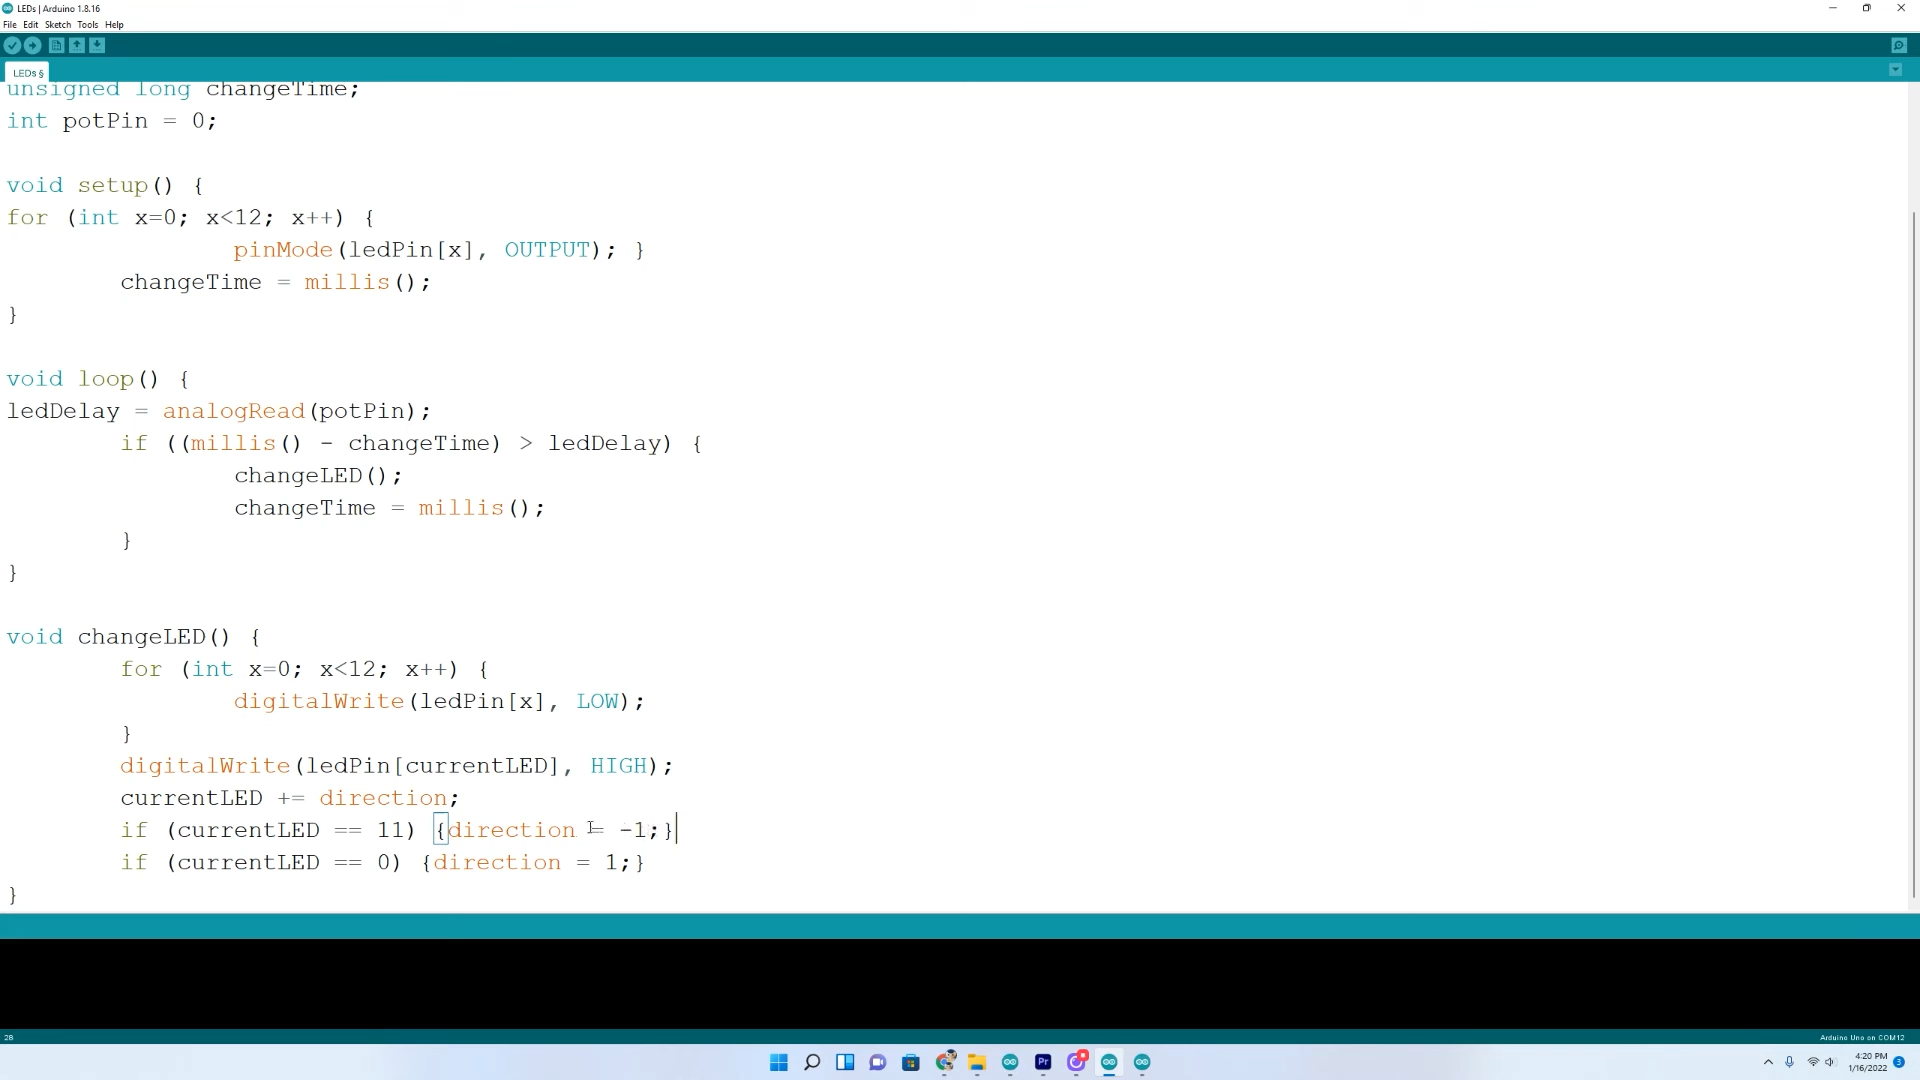 LEDs | Arduino 1.8.16
File Edit Sketch Tools Help
LEDs §
unsigned long changeTime;
int potPin = 0;
void setup() {
for (int x=0; x<12; x++) {
pinMode(ledPin[x], OUTPUT); }
changeTime = millis();
}
void loop() {
ledDelay = analogRead(potPin);
if ((millis() - changeTime) > ledDelay) {
changeLED();
changeTime = millis();
}
}
void changeLED() {
for (int x=0; x<12; x++) {
digitalWrite(ledPin[x], LOW);
}
digitalWrite(ledPin[currentLED], HIGH);
currentLED += direction;
if (currentLED == 11) {direction = -1;}
if (currentLED == 0) {direction = 1;}
}
28
Arduino Uno on COM12
Pr
4:20 PM
1/16/2022
3